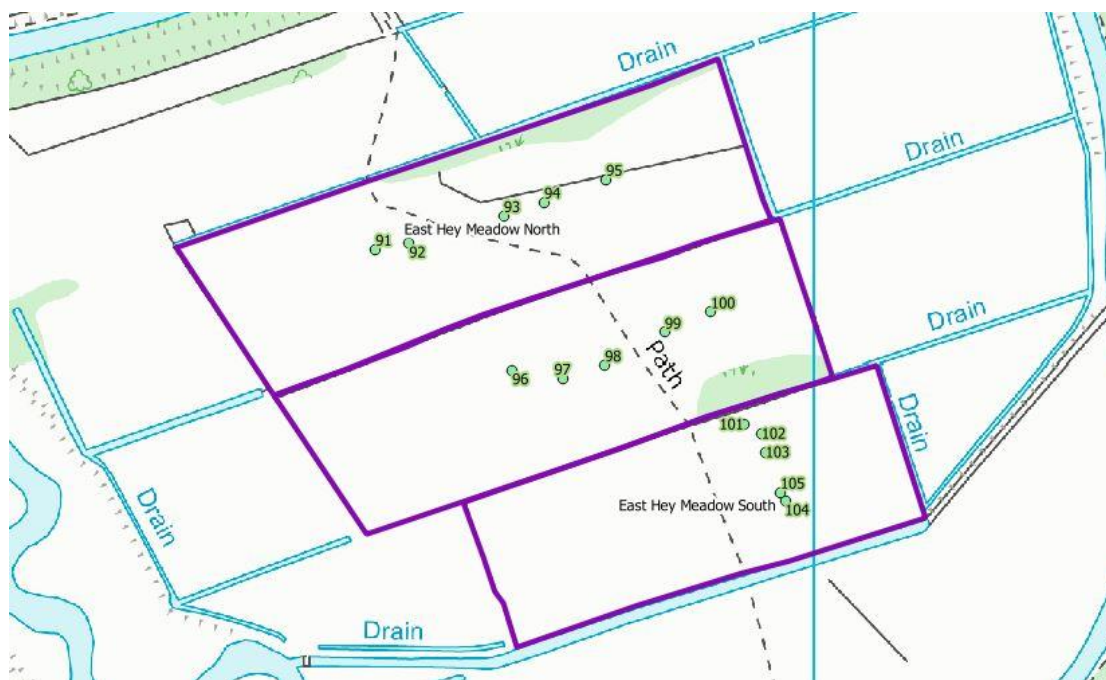 Drain
Drain
95
94
93
East Hey Meadow North
91
92
100
99
Drain
98
Path
96
97
101
102
103
Drain
105
East Hey Meadow South
104
Drain
Drain